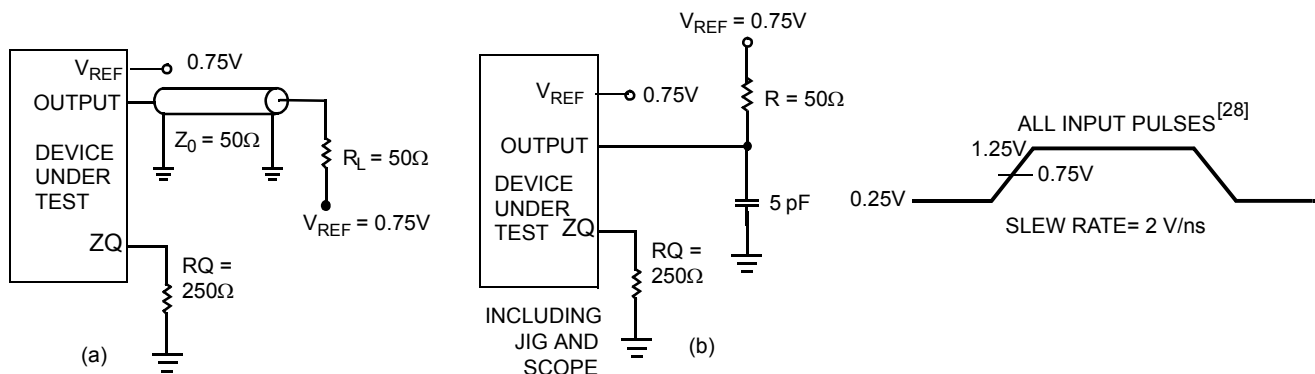 V_REF
0.75V
OUTPUT
Z_0 = 50Ω
DEVICE
UNDER
TEST
R_L = 50Ω
V_REF = 0.75V
ZQ
RQ =
250Ω
(a)
V_REF = 0.75V
R = 50Ω
V_REF
0.75V
OUTPUT
DEVICE
UNDER
TEST
5 pF
ZQ
RQ =
250Ω
INCLUDING
JIG AND
SCOPE
(b)
ALL INPUT PULSES[28]
1.25V
0.75V
0.25V
SLEW RATE= 2 V/ns